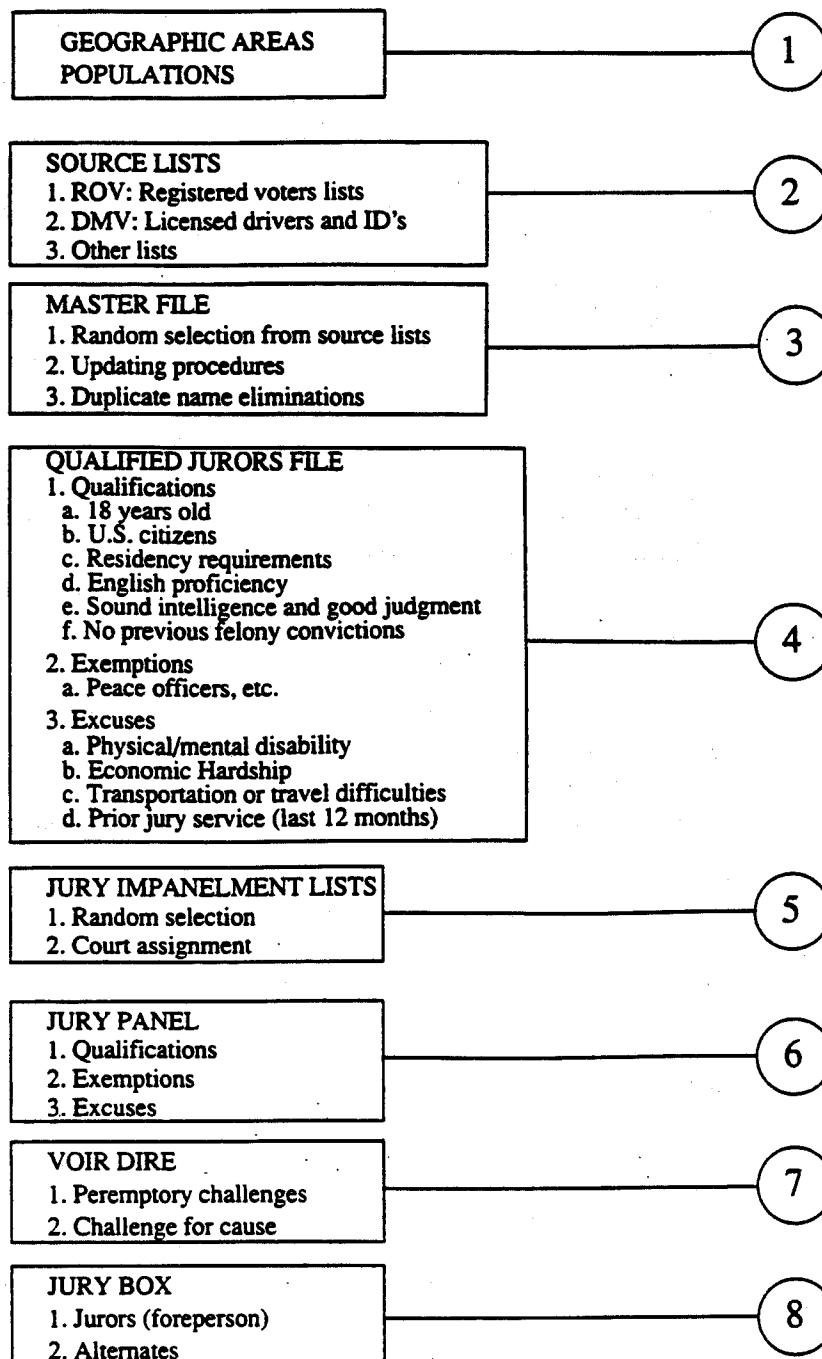 GEOGRAPHIC AREAS
POPULATIONS
1
SOURCE LISTS
1. ROV: Registered voters lists
2. DMV: Licensed drivers and ID's
3. Other lists
2
MASTER FILE
1. Random selection from source lists
2. Updating procedures
3. Duplicate name eliminations
3
QUALIFIED JURORS FILE
1. Qualifications
a. 18 years old
b. U.S. citizens
c. Residency requirements
d. English proficiency
e. Sound intelligence and good judgment
f. No previous felony convictions
2. Exemptions
a. Peace officers, etc.
3. Excuses
a. Physical/mental disability
b. Economic Hardship
c. Transportation or travel difficulties
d. Prior jury service (last 12 months)
4
JURY IMPANELMENT LISTS
1. Random selection
2. Court assignment
5
JURY PANEL
1. Qualifications
2. Exemptions
3. Excuses
6
VOIR DIRE
1. Peremptory challenges
2. Challenge for cause
7
JURY BOX
1. Jurors (foreperson)
2. Alternates
8